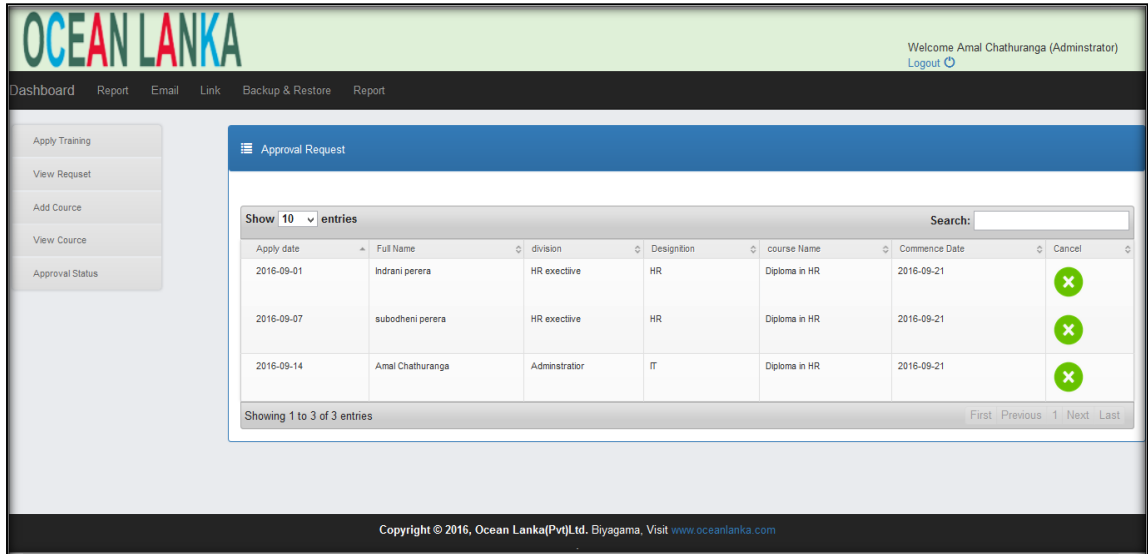 OCEAN LANKA
Welcome Amal Chathuranga (Adminstrator)
Logout
Dashboard Report Email Link Backup & Restore Report
Apply Training
View Requset
Add Cource
View Cource
Approval Status
Approval Request
Show 10 entries Search:
Apply date Full Name division Designition course Name Commence Date Cancel
2016-09-01 Indrani perera HR exectiive HR Diploma in HR 2016-09-21
2016-09-07 subodheni perera HR exectiive HR Diploma in HR 2016-09-21
2016-09-14 Amal Chathuranga Adminstratior IT Diploma in HR 2016-09-21
Showing 1 to 3 of 3 entries First Previous 1 Next Last
Copyright © 2016, Ocean Lanka(Pvt)Ltd. Biyagama, Visit www.oceanlanka.com